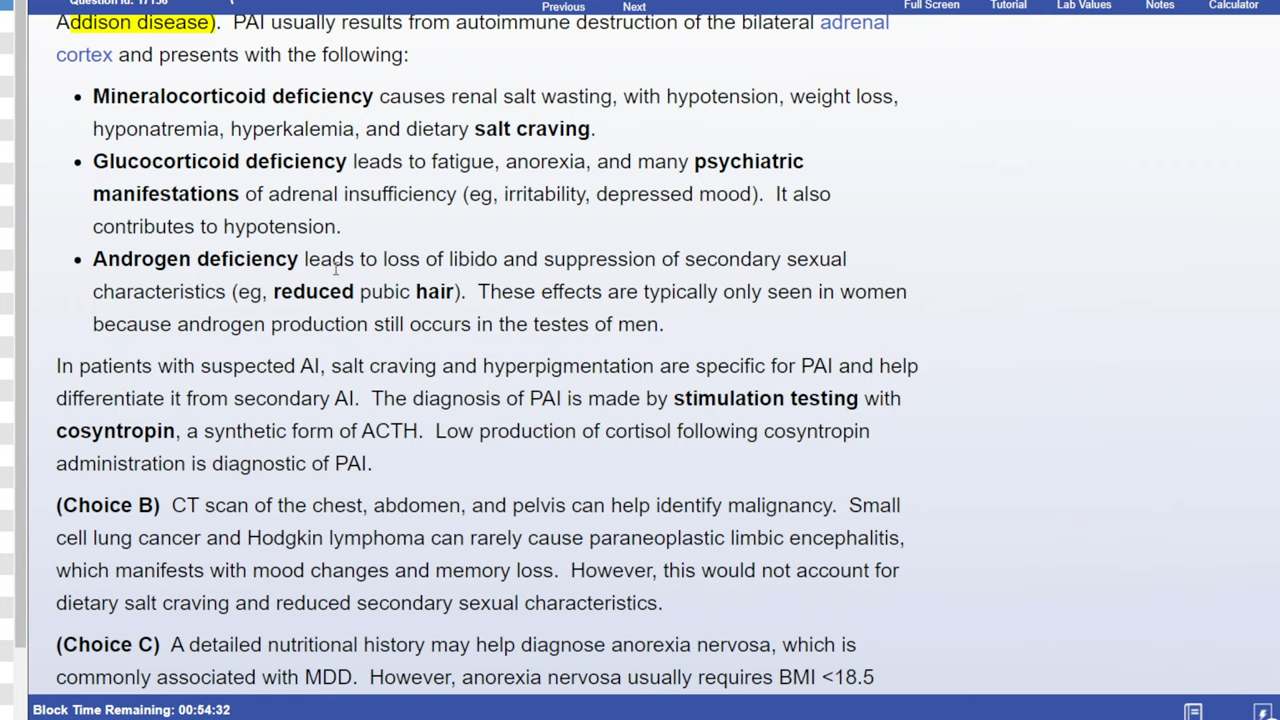 Question Id: 17156
Previous
Next
Full Screen
Tutorial
Lab Values
Notes
Calculator
Addison disease).  PAI usually results from autoimmune destruction of the bilateral adrenal
cortex and presents with the following:
• Mineralocorticoid deficiency causes renal salt wasting, with hypotension, weight loss,
hyponatremia, hyperkalemia, and dietary salt craving.
• Glucocorticoid deficiency leads to fatigue, anorexia, and many psychiatric
manifestations of adrenal insufficiency (eg, irritability, depressed mood).  It also
contributes to hypotension.
• Androgen deficiency leads to loss of libido and suppression of secondary sexual
characteristics (eg, reduced pubic hair).  These effects are typically only seen in women
because androgen production still occurs in the testes of men.
In patients with suspected AI, salt craving and hyperpigmentation are specific for PAI and help
differentiate it from secondary AI.  The diagnosis of PAI is made by stimulation testing with
cosyntropin, a synthetic form of ACTH.  Low production of cortisol following cosyntropin
administration is diagnostic of PAI.
(Choice B)  CT scan of the chest, abdomen, and pelvis can help identify malignancy.  Small
cell lung cancer and Hodgkin lymphoma can rarely cause paraneoplastic limbic encephalitis,
which manifests with mood changes and memory loss.  However, this would not account for
dietary salt craving and reduced secondary sexual characteristics.
(Choice C)  A detailed nutritional history may help diagnose anorexia nervosa, which is
commonly associated with MDD.  However, anorexia nervosa usually requires BMI <18.5
Block Time Remaining: 00:54:32